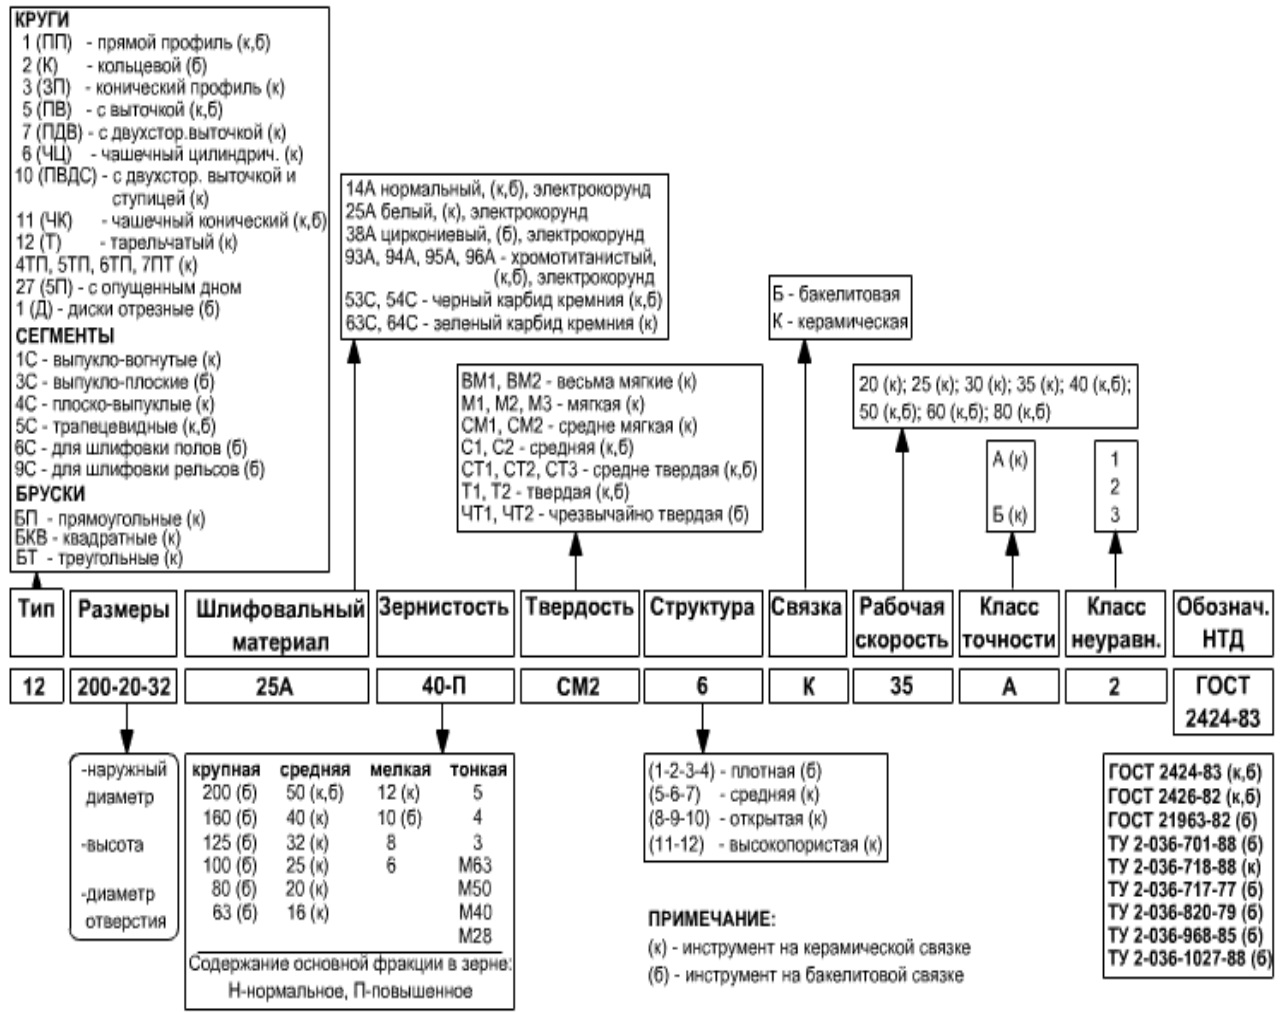 КРУГИ
1 (ПП) - прямой профиль (к,б)
2 (К) - кольцевой (б)
3 (ЗП) - конический профиль (к)
5 (ПВ) - с выточкой (к,б)
7 (ПДВ) - с двухстор.выточкой (к)
6 (ЧЦ) - чашечный цилиндрич. (к)
10 (ПВДС) - с двухстор. выточкой и
ступицей (к)
11 (ЧК) - чашечный конический (к,б)
12 (Т) - тарельчатый (к)
4ТП, 5ТП, 6ТП, 7ПТ (к)
27 (5П) - с опущенным дном
1 (Д) - диски отрезные (б)
СЕГМЕНТЫ
1С - выпукло-вогнутые (к)
3С - выпукло-плоские (б)
4С - плоско-выпуклые (к)
5С - трапецевидные (к,б)
6С - для шлифовки полов (б)
9С - для шлифовки рельсов (б)
БРУСКИ
БП - прямоугольные (к)
БКВ - квадратные (к)
БТ - треугольные (к)
14А нормальный, (к,б), электрокорунд
25А белый, (к), электрокорунд
38А циркониевый, (б), электрокорунд
93А, 94А, 95А, 96А - хромотитанистый,
(к,б), электрокорунд
53С, 54С - черный карбид кремния (к,б)
63С, 64С - зеленый карбид кремния (к)
ВМ1, ВМ2 - весьма мягкие (к)
М1, М2, М3 - мягкая (к)
СМ1, СМ2 - средне мягкая (к)
С1, С2 - средняя (к,б)
СТ1, СТ2, СТ3 - средне твердая (к,б)
Т1, Т2 - твердая (к,б)
ЧТ1, ЧТ2 - чрезвычайно твердая (б)
Б - бакелитовая
К - керамическая
20 (к); 25 (к); 30 (к); 35 (к); 40 (к,б);
50 (к,б); 60 (к,б); 80 (к,б)
А (к)
Б (к)
1
2
3
Тип
Размеры
Шлифовальный
материал
Зернистость
Твердость
Структура
Связка
Рабочая
скорость
Класс
точности
Класс
неуравн.
Обознач.
НТД
12
200-20-32
25А
40-П
СМ2
6
К
35
А
2
ГОСТ
2424-83
-наружный
диаметр
-высота
-диаметр
отверстия
крупная средняя мелкая тонкая
200 (б) 50 (к,б) 12 (к) 5
160 (б) 40 (к) 10 (б) 4
125 (б) 32 (к) 8 3
100 (б) 25 (к) 6 М63
80 (б) 20 (к) М50
63 (б) 16 (к) М40
М28
Содержание основной фракции в зерне:
Н-нормальное, П-повышенное
(1-2-3-4) - плотная (б)
(5-6-7) - средняя (к)
(8-9-10) - открытая (к)
(11-12) - высокопористая (к)
ПРИМЕЧАНИЕ:
(к) - инструмент на керамической связке
(б) - инструмент на бакелитовой связке
ГОСТ 2424-83 (к,б)
ГОСТ 2426-82 (к,б)
ГОСТ 21963-82 (б)
ТУ 2-036-701-88 (б)
ТУ 2-036-718-88 (к)
ТУ 2-036-717-77 (б)
ТУ 2-036-820-79 (б)
ТУ 2-036-968-85 (б)
ТУ 2-036-1027-88 (б)